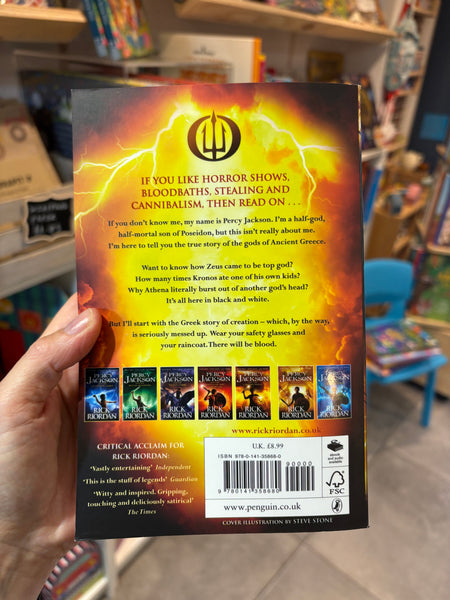 IF YOU LIKE HORROR SHOWS,
BLOODBATHS, STEALING AND
CANNIBALISM, THEN READ ON . . .
If you don't know me, my name is Percy Jackson. I'm a half-god,
half-mortal son of Poseidon, but this isn't really about me.
I'm here to tell you the true story of the gods of Ancient Greece.
Want to know how Zeus came to be top god?
How many times Kronos ate one of his own kids?
Why Athena literally burst out of another god's head?
It's all here in black and white.
But I'll start with the Greek story of creation – which, by the way,
is seriously messed up. Wear your safety glasses and
your raincoat. There will be blood.
PERCY
JACKSON
RICK
RIORDAN
PERCY
JACKSON
RICK
RIORDAN
PERCY
JACKSON
RICK
RIORDAN
PERCY
JACKSON
RICK
RIORDAN
PERCY
JACKSON
RICK
RIORDAN
PERCY
JACKSON
RICK
RIORDAN
PERCY
JACKSON
RICK
RIORDAN
www.rickriordan.co.uk
CRITICAL ACCLAIM FOR
RICK RIORDAN:
'Vastly entertaining' Independent
'This is the stuff of legends' Guardian
'Witty and inspired. Gripping,
touching and deliciously satirical'
The Times
U.K. £8.99
ISBN 978-0-141-35868-0
90000
9 780141 358680
www.penguin.co.uk
FSC
COVER ILLUSTRATION BY STEVE STONE